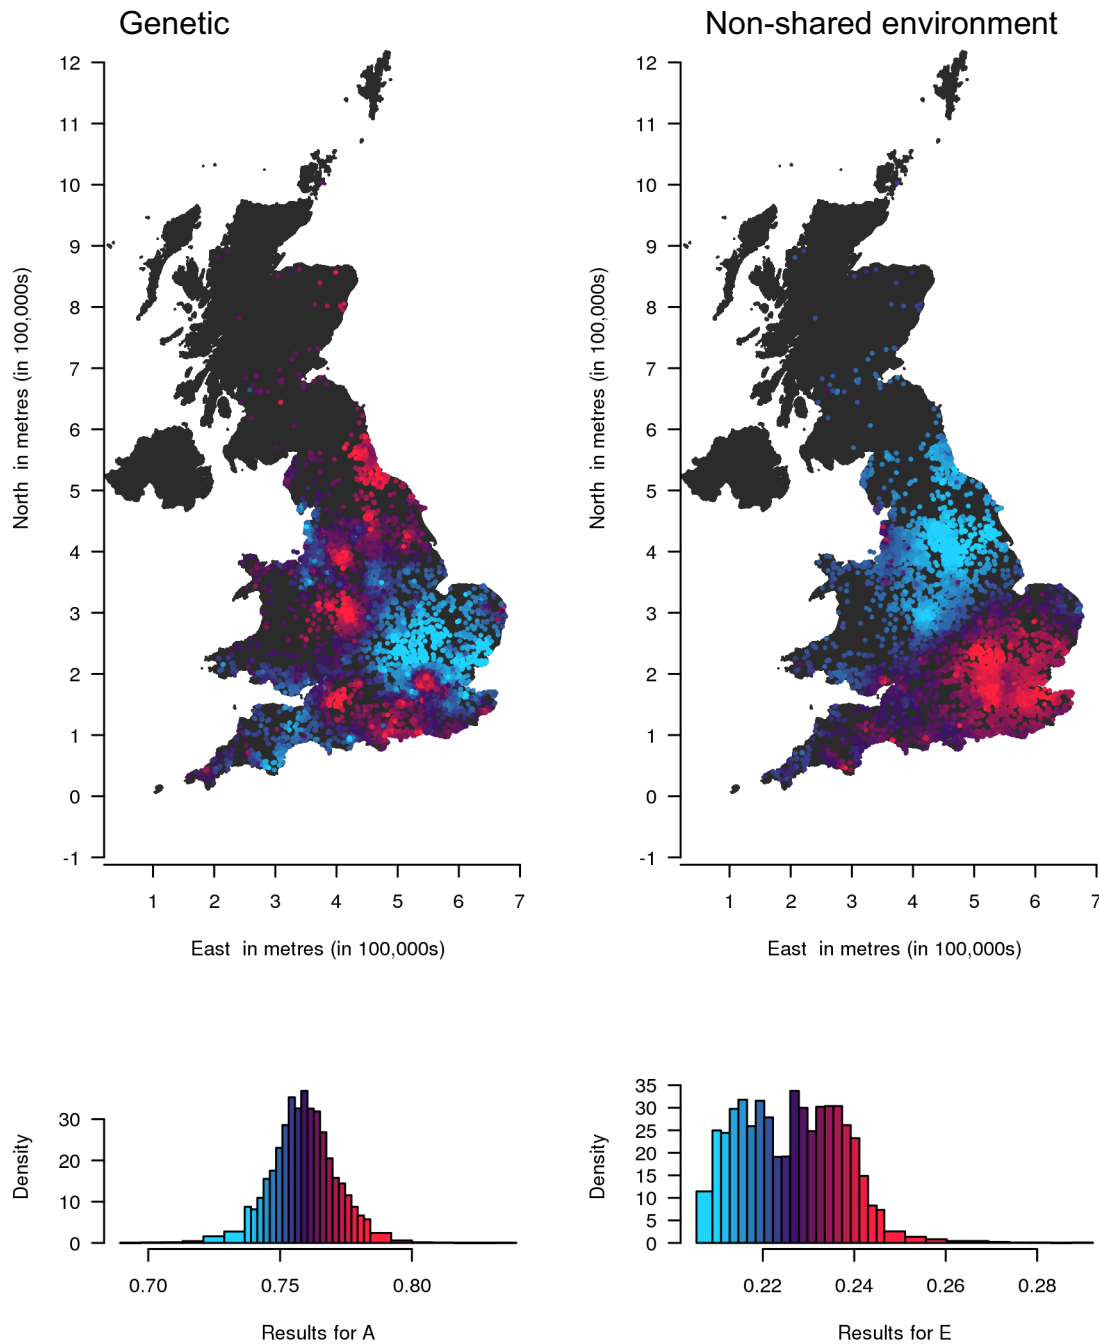 Genetic
Non-shared environment
12
11
10
9
8
7
6
5
4
3
2
1
0
-1
North  in metres (in 100,000s)
1 2 3 4 5 6 7
East  in metres (in 100,000s)
12
11
10
9
8
7
6
5
4
3
2
1
0
-1
North  in metres (in 100,000s)
1 2 3 4 5 6 7
East  in metres (in 100,000s)
30
20
10
0
Density
0.70 0.75 0.80
Results for A
35
30
25
20
15
10
5
0
Density
0.22 0.24 0.26 0.28
Results for E